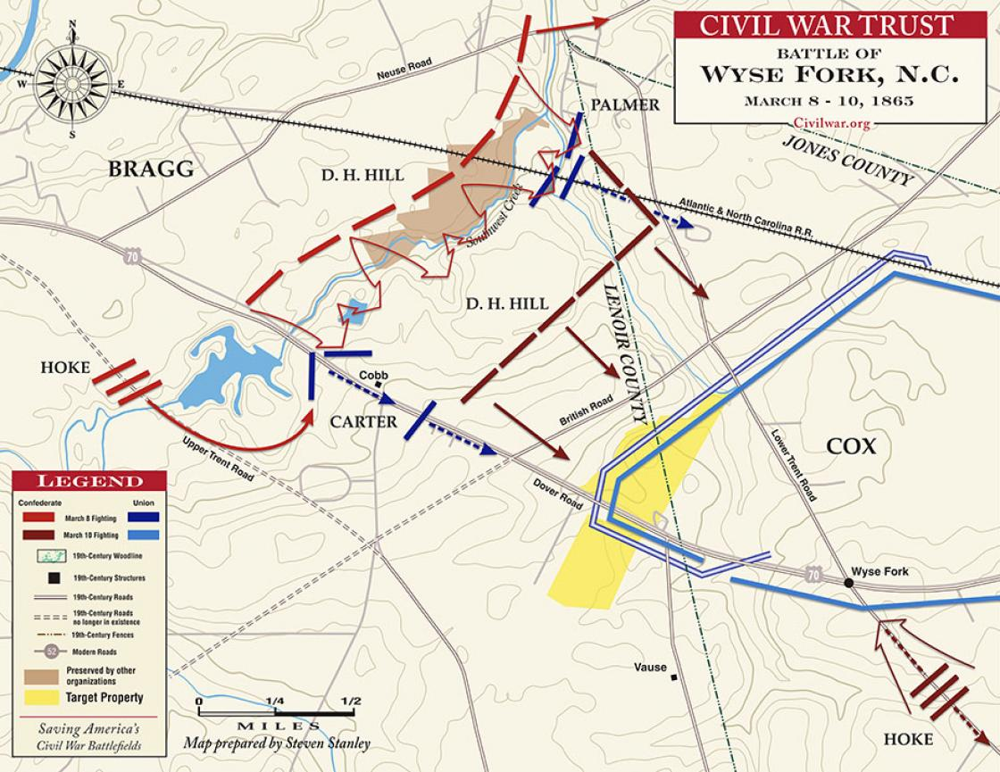 CIVIL WAR TRUST
BATTLE OF
WYSE FORK, N.C.
MARCH 8 - 10, 1865
Civilwar.org
N
W
E
S
Neuse Road
PALMER
JONES COUNTY
BRAGG
D. H. HILL
Southwest Creek
Atlantic & North Carolina R.R.
70
D. H. HILL
LENOIR COUNTY
HOKE
Cobb
CARTER
British Road
Upper Trent Road
Lower Trent Road
COX
Dover Road
70
Wyse Fork
Vause
HOKE
LEGEND
Confederate
Union
March 8 Fighting
March 10 Fighting
19th-Century Woodline
19th-Century Structures
19th-Century Roads
19th-Century Roads
no longer in existence
19th-Century Fences
52
Modern Roads
Preserved by other
organizations
Target Property
Saving America's
Civil War Battlefields
0 1/4 1/2
MILES
Map prepared by Steven Stanley